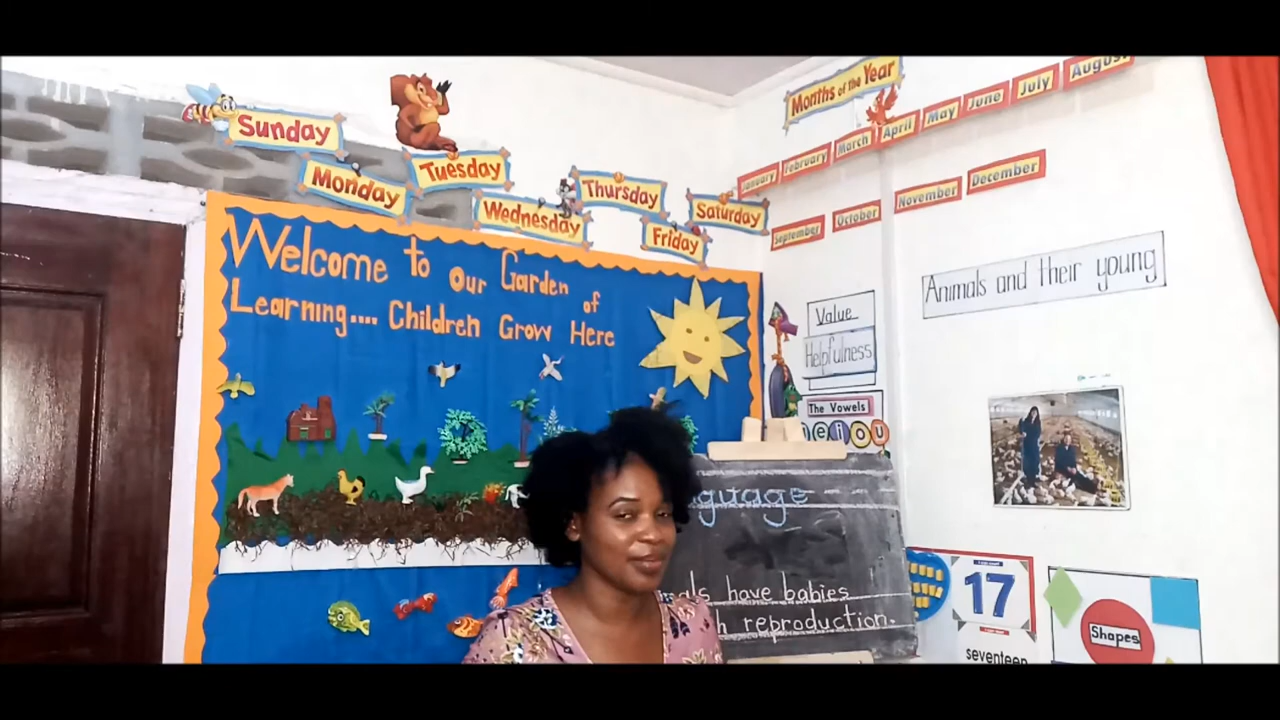 Sunday
Monday
Tuesday
Wednesday
Thursday
Friday
Saturday
Months of the Year
January
February
March
April
May
June
July
August
September
October
November
December
Welcome to Our Garden of
Learning.... Children Grow Here
Animals and their young
Value
Helpfulness
The Vowels
e i o u
guage
als have babies
h reproduction.
17
seventeen
Shapes